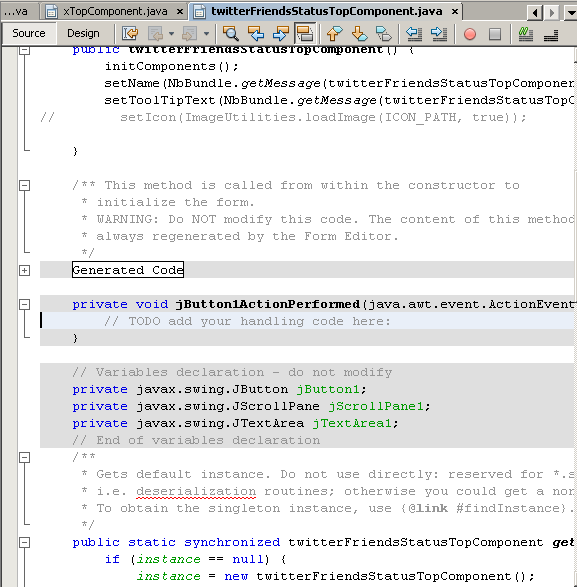 ...va xTopComponent.java twitterFriendsStatusTopComponent.java
Source Design
public twitterFriendsStatusTopComponent() {
initComponents();
setName(NbBundle.getMessage(twitterFriendsStatusTopComponen
setToolTipText(NbBundle.getMessage(twitterFriendsStatusTopC
// setIcon(ImageUtilities.loadImage(ICON_PATH, true));
}
/** This method is called from within the constructor to
* initialize the form.
* WARNING: Do NOT modify this code. The content of this method
* always regenerated by the Form Editor.
*/
Generated Code
private void jButton1ActionPerformed(java.awt.event.ActionEvent
// TODO add your handling code here:
}
// Variables declaration - do not modify
private javax.swing.JButton jButton1;
private javax.swing.JScrollPane jScrollPane1;
private javax.swing.JTextArea jTextArea1;
// End of variables declaration
/**
* Gets default instance. Do not use directly: reserved for *.s
* i.e. deserialization routines; otherwise you could get a non
* To obtain the singleton instance, use {@link #findInstance}.
*/
public static synchronized twitterFriendsStatusTopComponent get
if (instance == null) {
instance = new twitterFriendsStatusTopComponent();